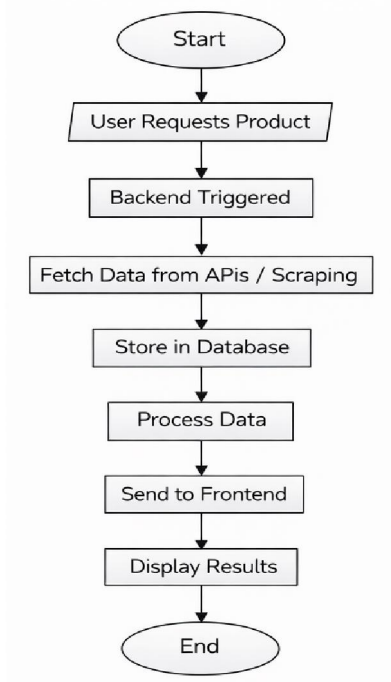 Start
User Requests Product
Backend Triggered
Fetch Data from APis / Scraping
Store in Database
Process Data
Send to Frontend
Display Results
End